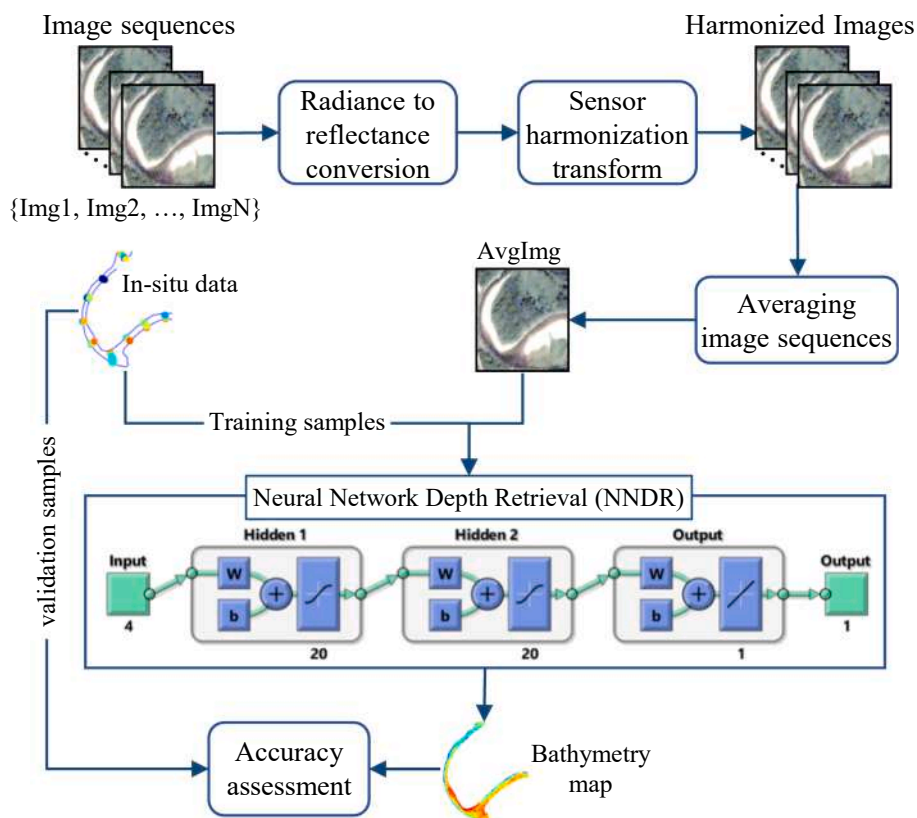 Image sequences
Harmonized Images
Radiance to
reflectance
conversion
Sensor
harmonization
transform
{Img1, Img2, …, ImgN}
AvgImg
In-situ data
Averaging
image sequences
Training samples
validation samples
Neural Network Depth Retrieval (NNDR)
Hidden 1
Hidden 2
Output
Input
W
b
+
W
b
+
W
b
+
Output
4
20
20
1
1
Accuracy
assessment
Bathymetry
map